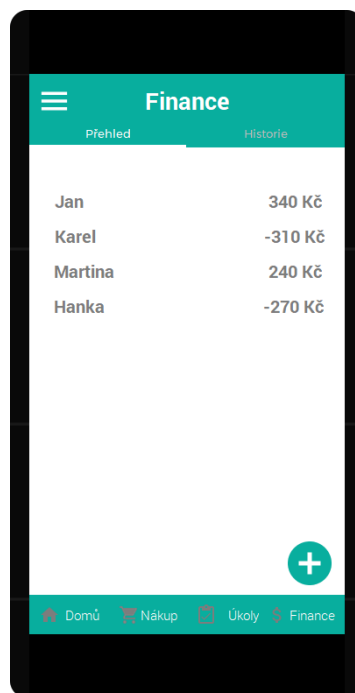 Finance
Přehled Historie
Jan 340 Kč
Karel -310 Kč
Martina 240 Kč
Hanka -270 Kč
Domů Nákup Úkoly $ Finance